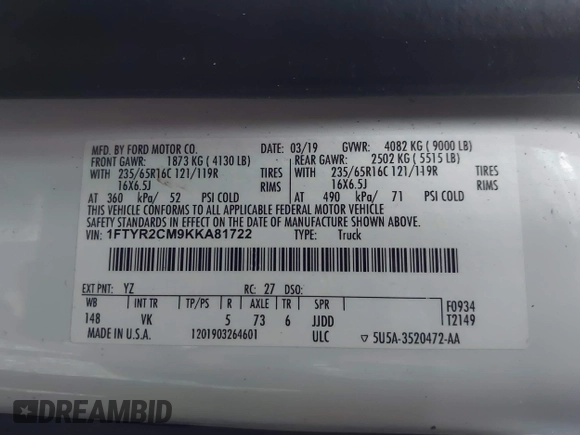 MFD. BY FORD MOTOR CO. DATE: 03/19 GVWR: 4082 KG ( 9000 LB)
FRONT GAWR: 1873 KG ( 4130 LB) REAR GAWR: 2502 KG ( 5515 LB)
WITH 235/65R16C 121/119R TIRES WITH 235/65R16C 121/119R TIRES
16X6.5J RIMS 16X6.5J RIMS
AT 360 kPa/ 52 PSI COLD AT 490 kPa/ 71 PSI COLD
THIS VEHICLE CONFORMS TO ALL APPLICABLE FEDERAL MOTOR VEHICLE
SAFETY STANDARDS IN EFFECT ON THE DATE OF MANUFACTURE SHOWN ABOVE.
VIN: 1FTYR2CM9KKA81722 TYPE: Truck
EXT PNT: YZ RC: 27 DSO:
WB INT TR TP/PS R AXLE TR SPR F0934
148 VK 5 73 6 JJDD T2149
MADE IN U.S.A. 1201903264601 ULC ▽ 5U5A-3520472-AA
DREAMBID